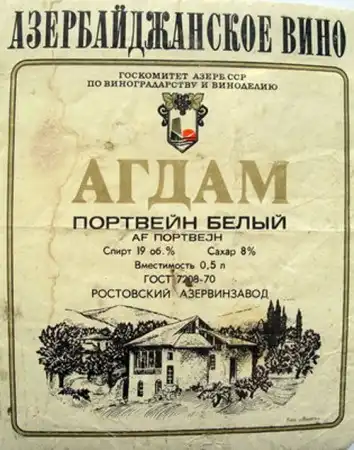 АЗЕРБАЙДЖАНСКОЕ ВИНО
ГОСКОМИТЕТ АЗЕРБ.ССР
ПО ВИНОГРАДАРСТВУ И ВИНОДЕЛИЮ
АГДАМ
ПОРТВЕЙН БЕЛЫЙ
АҒ ПОРТВЕЈН
Спирт 19 об.% Сахар 8%
Вместимость 0,5 л
ГОСТ 7208-70
РОСТОВСКИЙ АЗЕРВИНЗАВОД